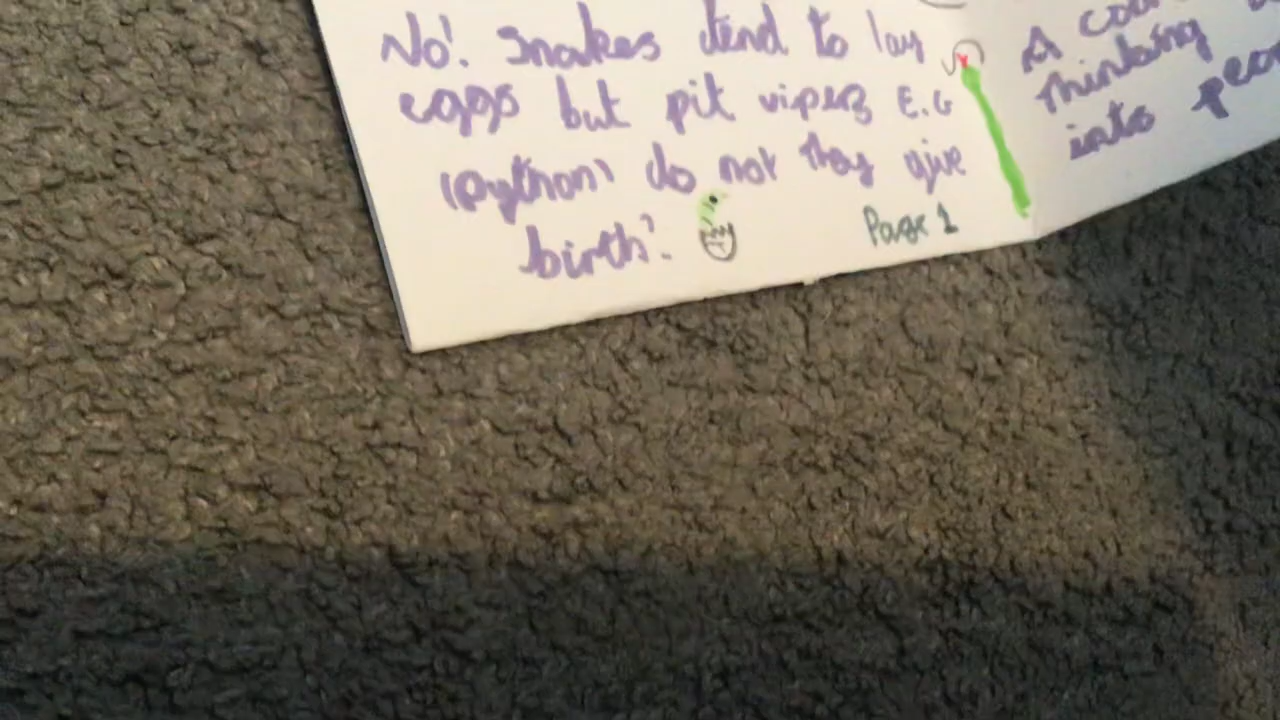 No! Snakes tend to lay
eggs but pit vipers E.G
(python) do not they give
birth!
Page 1
A
thinking
into